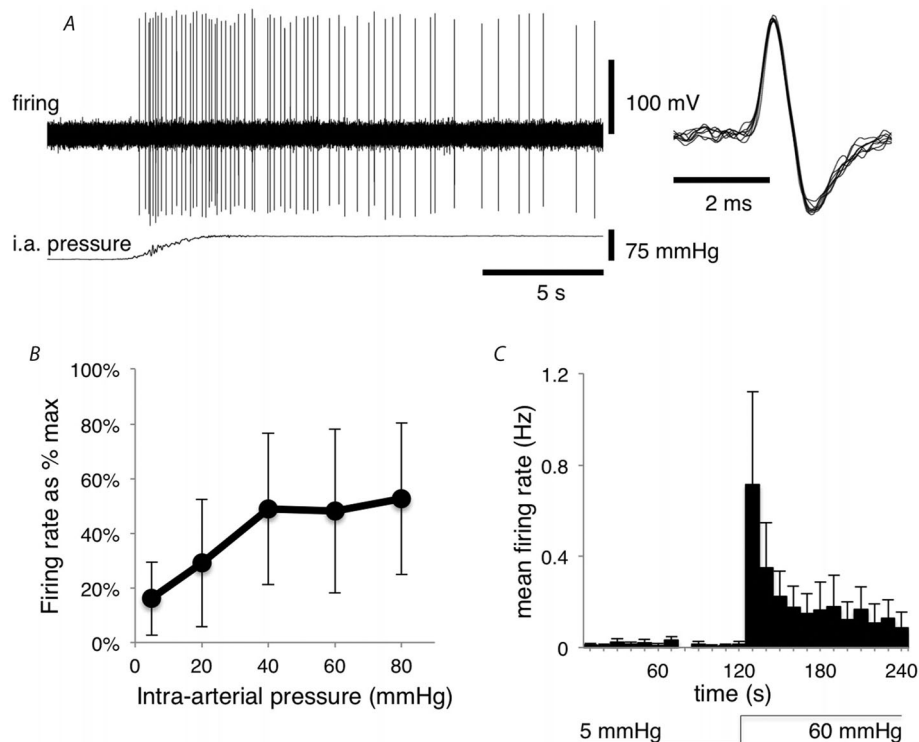 A
firing
100 mV
2 ms
i.a. pressure
75 mmHg
5 s
B
Firing rate as % max
100%
80%
60%
40%
20%
0%
0
20
40
60
80
Intra-arterial pressure (mmHg)
C
mean firing rate (Hz)
1.2
0.8
0.4
0
60
120
180
240
time (s)
5 mmHg
60 mmHg